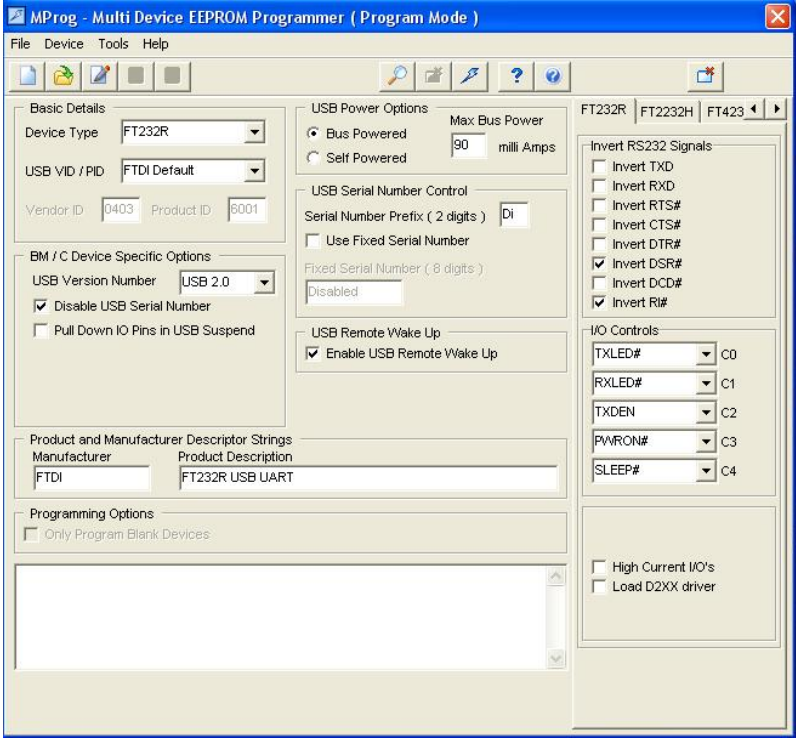 MProg - Multi Device EEPROM Programmer ( Program Mode )
File Device Tools Help
Basic Details
Device Type FT232R
USB VID / PID FTDI Default
Vendor ID 0403 Product ID 6001
BM / C Device Specific Options
USB Version Number USB 2.0
Disable USB Serial Number
Pull Down IO Pins in USB Suspend
USB Power Options
Bus Powered
Self Powered
Max Bus Power
90 milli Amps
USB Serial Number Control
Serial Number Prefix ( 2 digits ) Di
Use Fixed Serial Number
Fixed Serial Number ( 8 digits )
Disabled
USB Remote Wake Up
Enable USB Remote Wake Up
Product and Manufacturer Descriptor Strings
Manufacturer Product Description
FTDI FT232R USB UART
Programming Options
Only Program Blank Devices
FT232R FT2232H FT423
Invert RS232 Signals
Invert TXD
Invert RXD
Invert RTS#
Invert CTS#
Invert DTR#
Invert DSR#
Invert DCD#
Invert RI#
I/O Controls
TXLED# C0
RXLED# C1
TXDEN C2
PWRON# C3
SLEEP# C4
High Current I/O's
Load D2XX driver